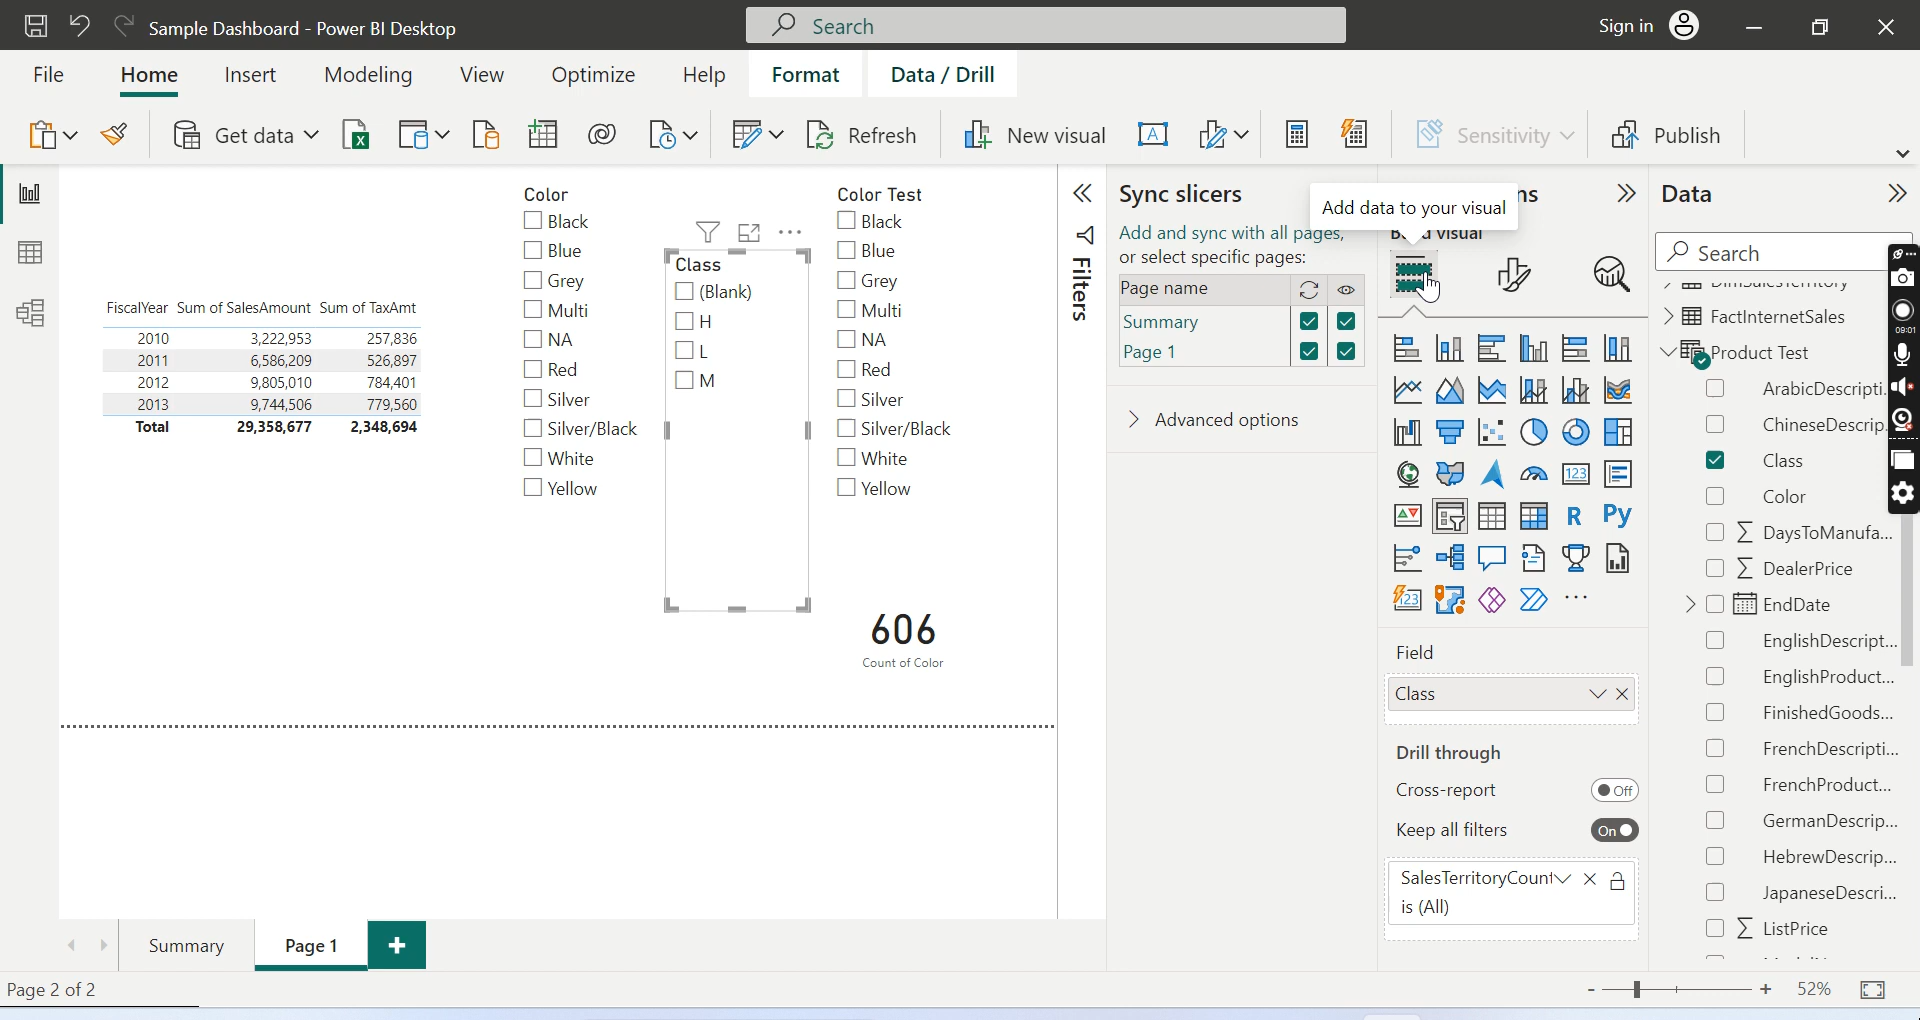 Sample Dashboard - Power BI Desktop
Search
Sign in
File
Home
Insert
Modeling
View
Optimize
Help
Format
Data / Drill
Get data
Refresh
New visual
Sensitivity
Publish
FiscalYear Sum of SalesAmount Sum of TaxAmt
2010 3,222,953 257,836
2011 6,586,209 526,897
2012 9,805,010 784,401
2013 9,744,506 779,560
Total 29,358,677 2,348,694
Color
Black
Blue
Grey
Multi
NA
Red
Silver
Silver/Black
White
Yellow
Class
(Blank)
H
L
M
Color Test
Black
Blue
Grey
Multi
NA
Red
Silver
Silver/Black
White
Yellow
606
Count of Color
Filters
Sync slicers
Add and sync with all pages,
or select specific pages:
Page name
Summary
Page 1
Advanced options
Add data to your visual
ns
visual
123
R
Py
123
Field
Class
Drill through
Cross-report
Off
Keep all filters
On
SalesTerritoryCount
is (All)
Data
Search
DimSalesTerritory
FactInternetSales
Product Test
ArabicDescripti...
ChineseDescrip...
Class
Color
DaysToManufa...
DealerPrice
EndDate
EnglishDescript...
EnglishProduct...
FinishedGoods...
FrenchDescripti...
FrenchProduct...
GermanDescrip...
HebrewDescrip...
JapaneseDescri...
ListPrice
09:01
Summary
Page 1
Page 2 of 2
52%